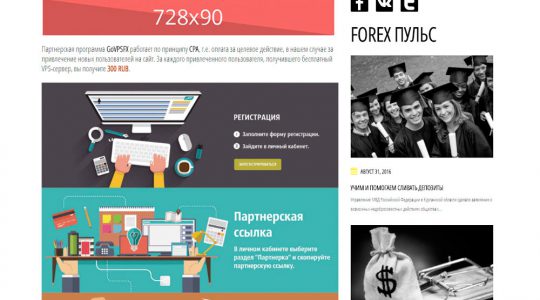 728x90
Партнерская программа GoVPSFX работает по принципу CPA, т.е. оплата за целевое действие, в нашем случае за
привлечение новых пользователей на сайт. За каждого привлеченного пользователя, получившего бесплатный
VPS-сервер, вы получите 300 RUB.
РЕГИСТРАЦИЯ
1 Заполните форму регистрации.
2 Зайдите в личный кабинет.
ЗАРЕГИСТРИРОВАТЬСЯ
Партнерская
ссылка
В личном кабинете выберите
раздел "Партнерка" и скопируйте
партнерскую ссылку.
FOREX ПУЛЬС
АВГУСТ 31, 2016
УЧИМ И ПОМОГАЕМ СЛИВАТЬ ДЕПОЗИТЫ
Управление МВД Российской Федерации в Курганской области сделало заявление о
возможных недобросовестных действиях общества с...